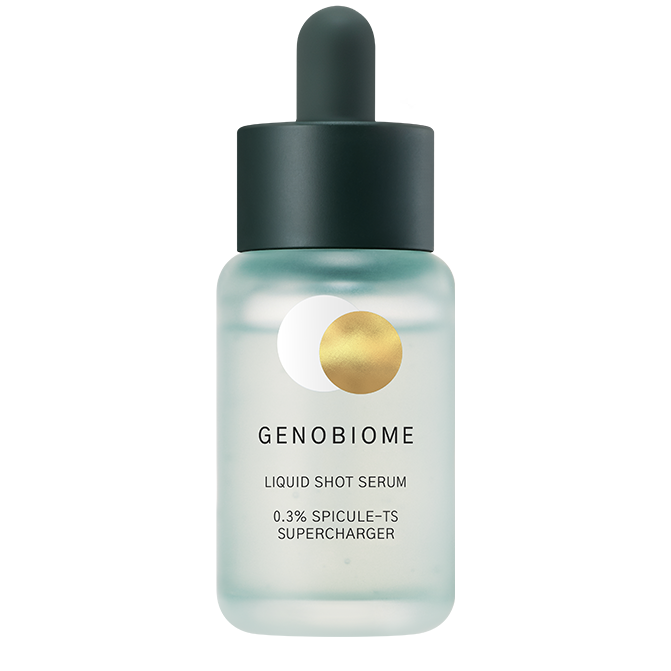 GENOBIOME
LIQUID SHOT SERUM
0.3% SPICULE-TS
SUPERCHARGER